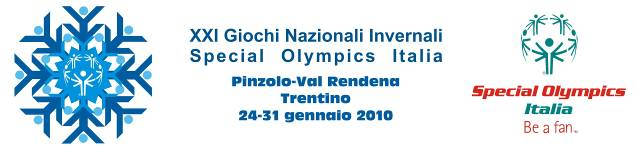 XXI Giochi Nazionali Invernali
Special Olympics Italia
Pinzolo-Val Rendena
Trentino
24-31 gennaio 2010
Special Olympics
Italia
Be a fan™